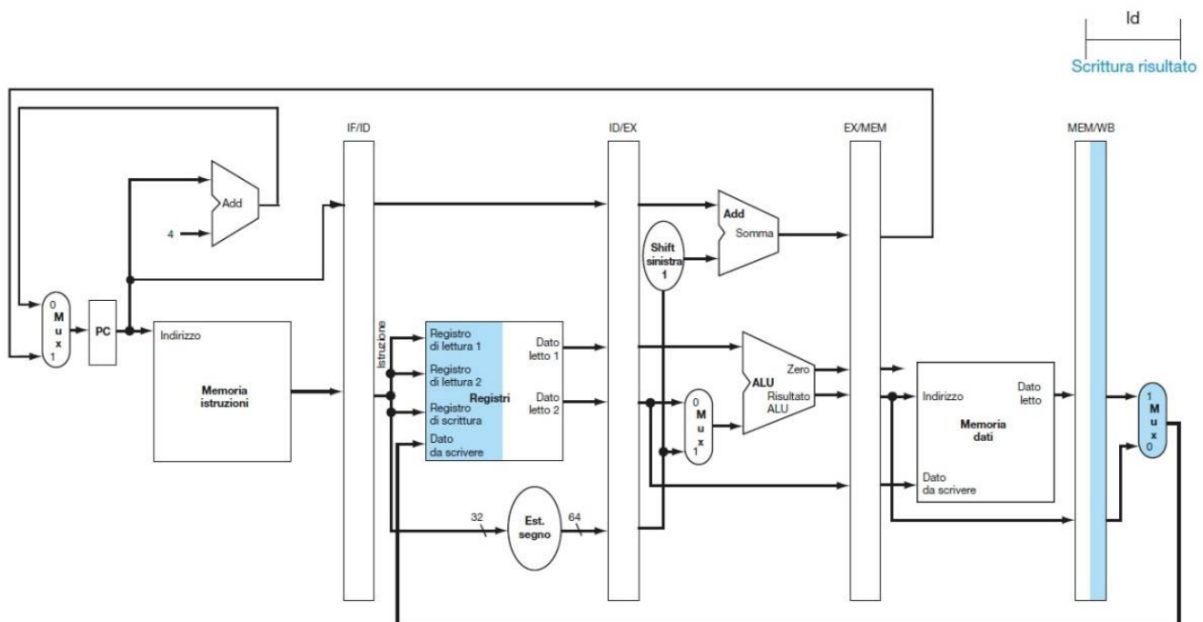 ld
Scrittura risultato
IF/ID
ID/EX
EX/MEM
MEM/WB
Add
4
Add
Somma
Shift
sinistra
1
0
M
u
x
1
PC
Indirizzo
Memoria
istruzioni
Istruzione
Registro
di lettura 1
Registro
di lettura 2
Registri
Registro
di scrittura
Dato
da scrivere
Dato
letto 1
Dato
letto 2
0
M
u
x
1
ALU
Zero
Risultato
ALU
Indirizzo
Dato
letto
Memoria
dati
Dato
da scrivere
1
M
u
x
0
32
Est.
segno
64